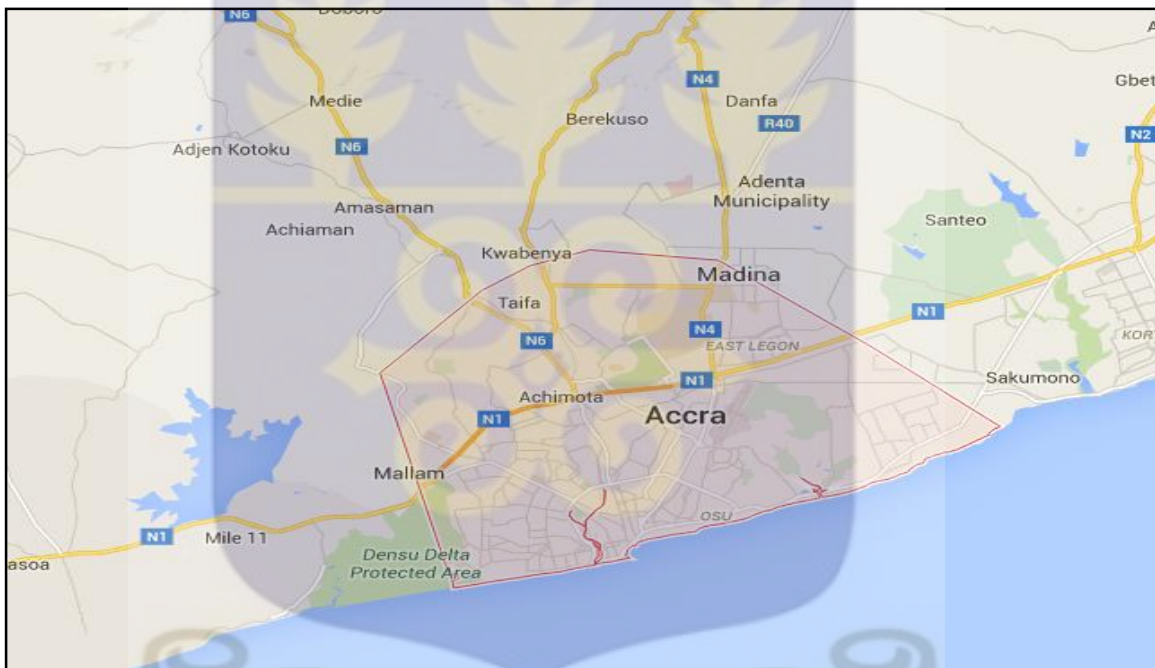 N6
Medie
N4
Danfa
Gbet
Berekuso
R40
N2
Adjen Kotoku
N6
Adenta
Municipality
Amasaman
Santeo
Achiaman
Kwabenya
Madina
Taifa
N1
N4
N6
EAST LEGON
KORT
N1
Sakumono
Achimota
N1
Accra
Mallam
OSU
N1
Mile 11
Densu Delta
Protected Area
asoa